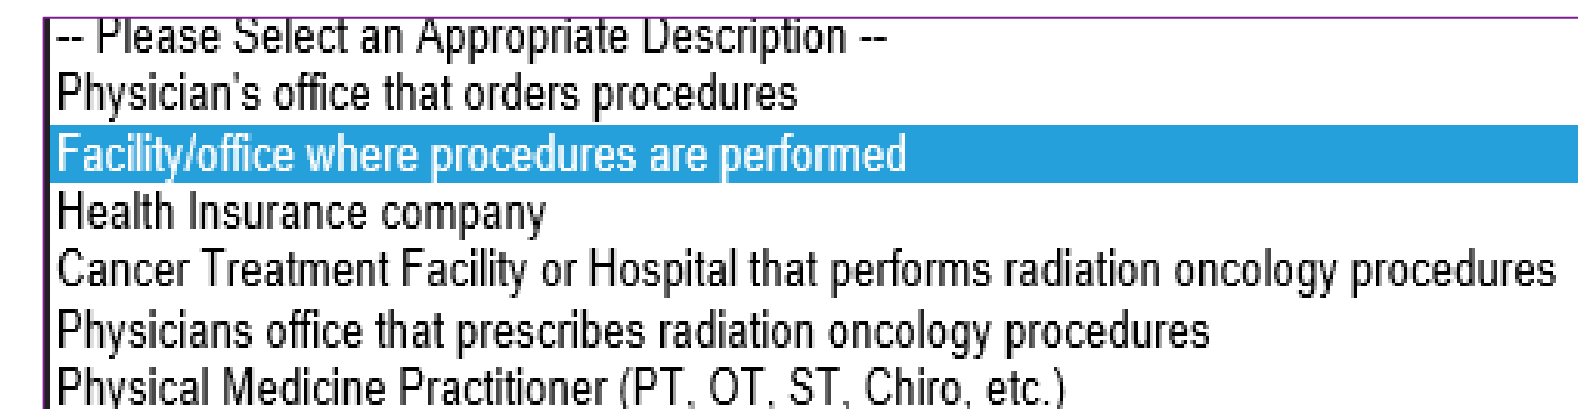 -- Please Select an Appropriate Description --
Physician's office that orders procedures
Facility/office where procedures are performed
Health Insurance company
Cancer Treatment Facility or Hospital that performs radiation oncology procedures
Physicians office that prescribes radiation oncology procedures
Physical Medicine Practitioner (PT, OT, ST, Chiro, etc.)